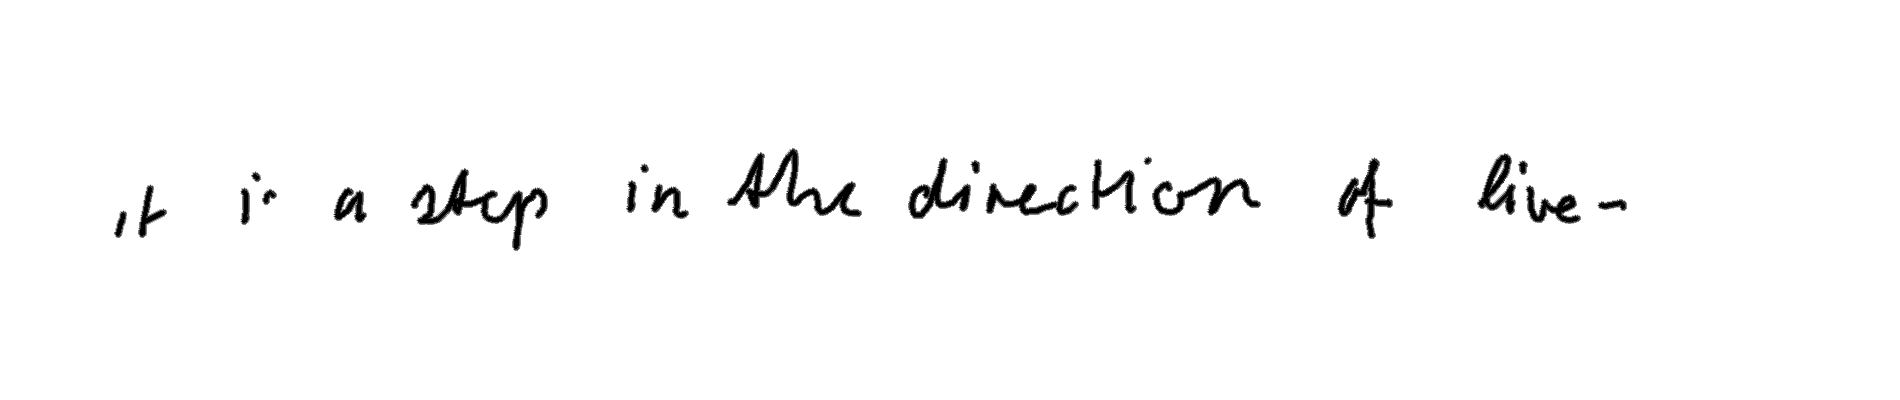 it is a step in the direction of live-